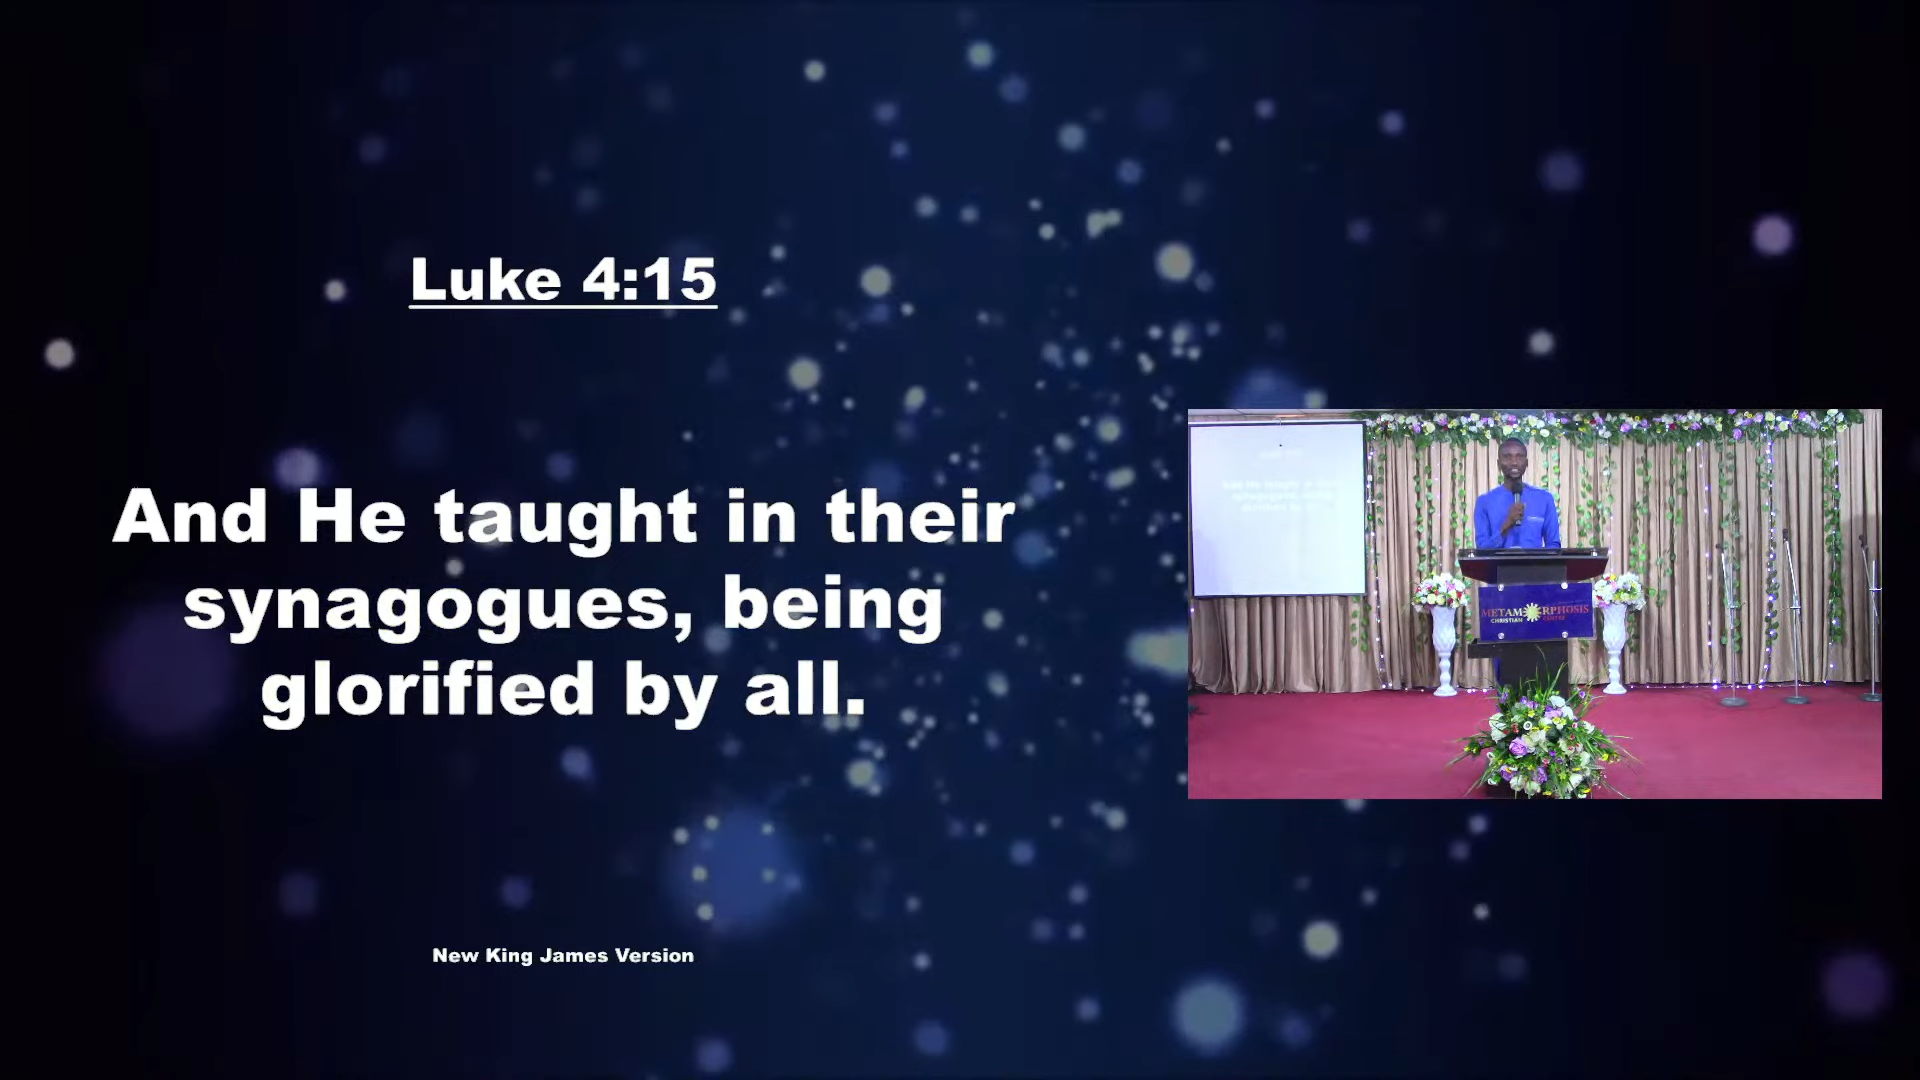 Luke 4:15
And He taught in their
synagogues, being
glorified by all.
New King James Version
METAMORPHOSIS
CHRISTIAN CENTRE